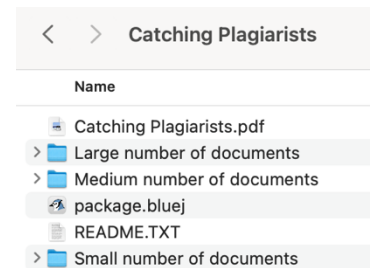 Catching Plagiarists
Name
Catching Plagiarists.pdf
Large number of documents
Medium number of documents
package.bluej
README.TXT
Small number of documents